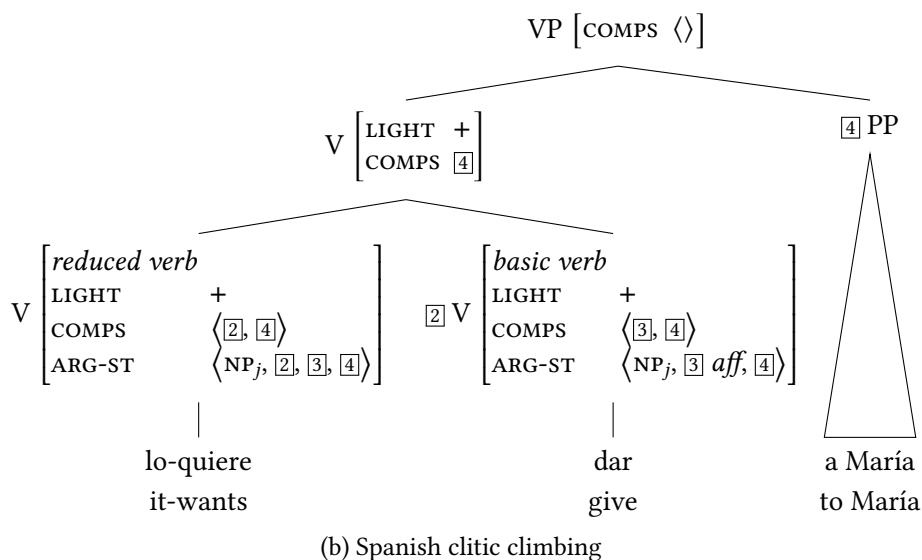 VP [COMPS ⟨⟩]
V [LIGHT +
COMPS 4]
4 PP
V [reduced verb
LIGHT +
COMPS ⟨2, 4⟩
ARG-ST ⟨NPj, 2, 3, 4⟩]
2 V [basic verb
LIGHT +
COMPS ⟨3, 4⟩
ARG-ST ⟨NPj, 3 aff, 4⟩]
lo-quiere dar a María
it-wants give to María
(b) Spanish clitic climbing